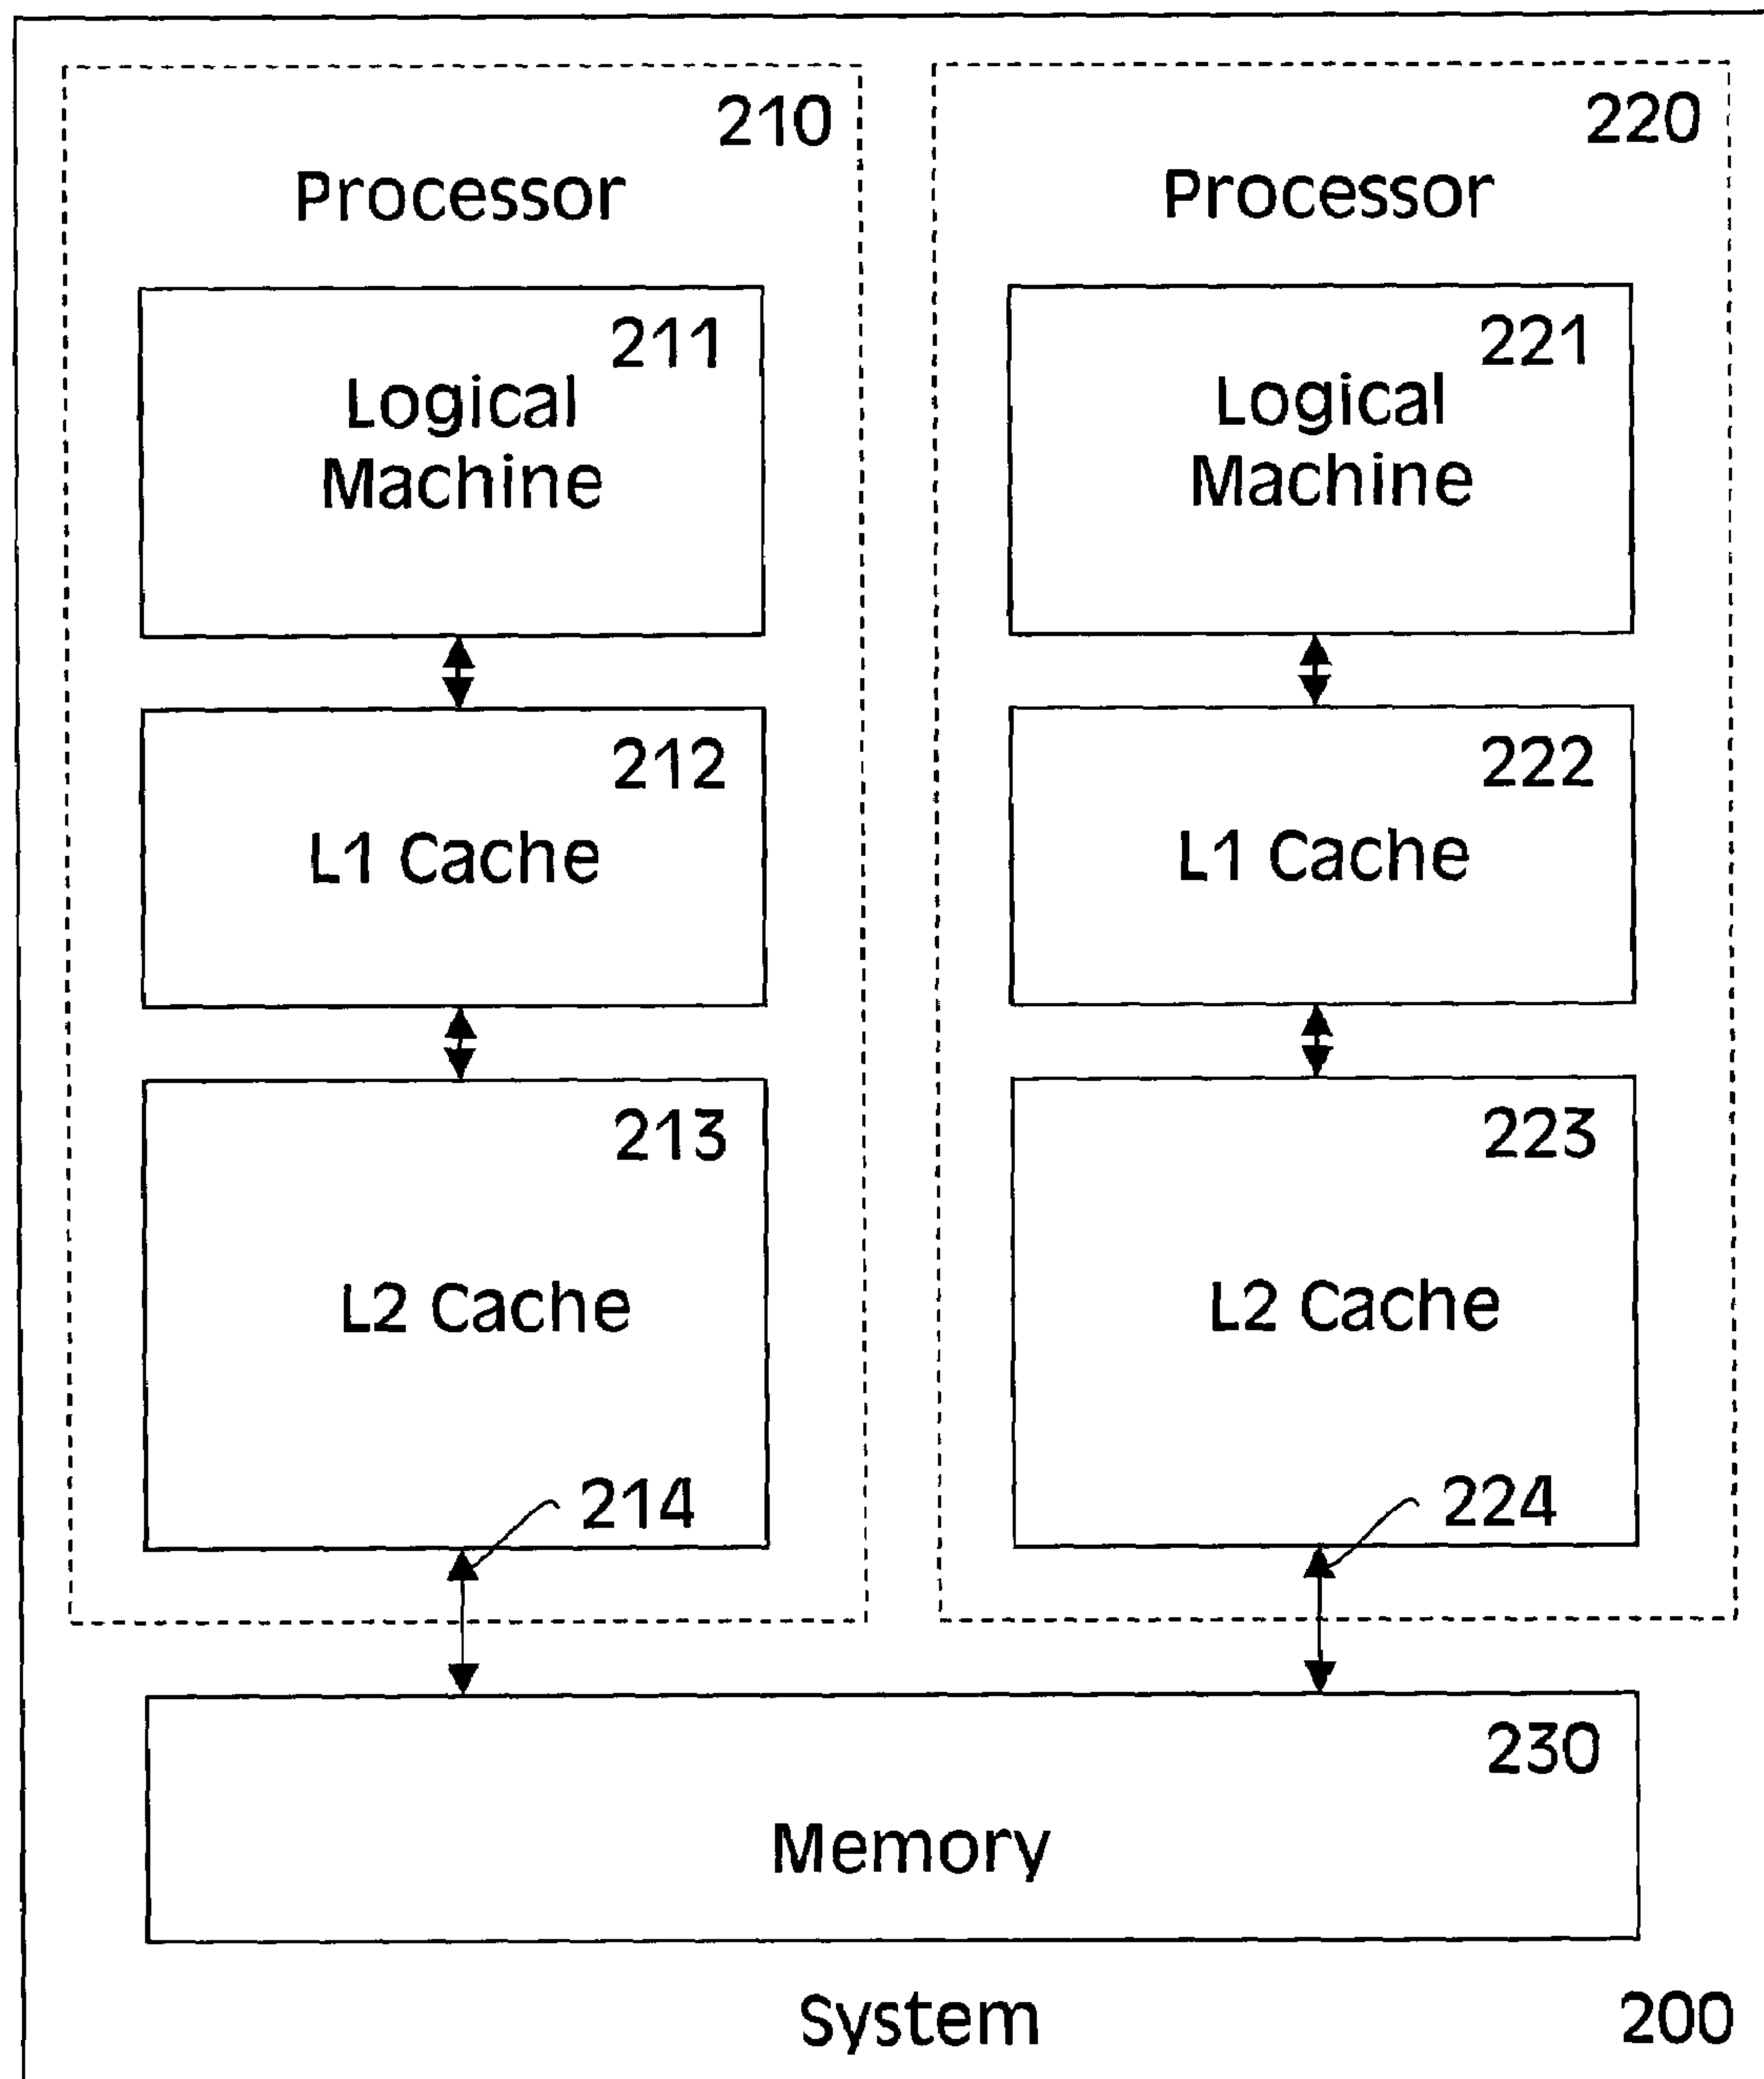 210
Processor
211
Logical
Machine
212
L1 Cache
213
L2 Cache
214
220
Processor
221
Logical
Machine
222
L1 Cache
223
L2 Cache
224
230
Memory
System
200